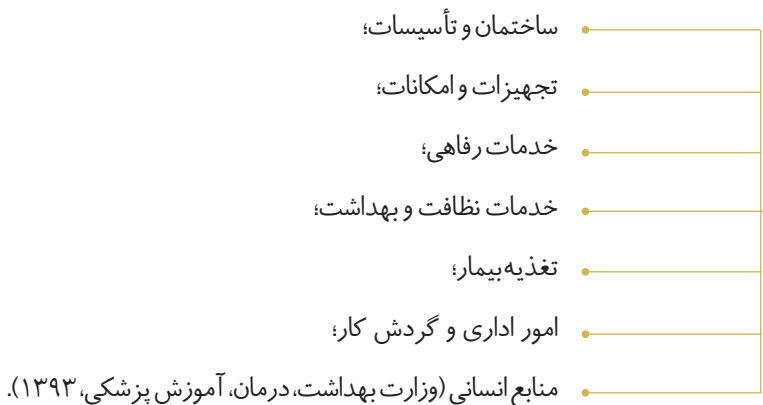 ساختمان و تأسیسات؛
تجهیزات و امکانات؛
خدمات رفاهی؛
خدمات نظافت و بهداشت؛
تغذیه بیمار؛
امور اداری و گردش کار؛
منابع انسانی (وزارت بهداشت، درمان، آموزش پزشکی، ۱۳۹۳).